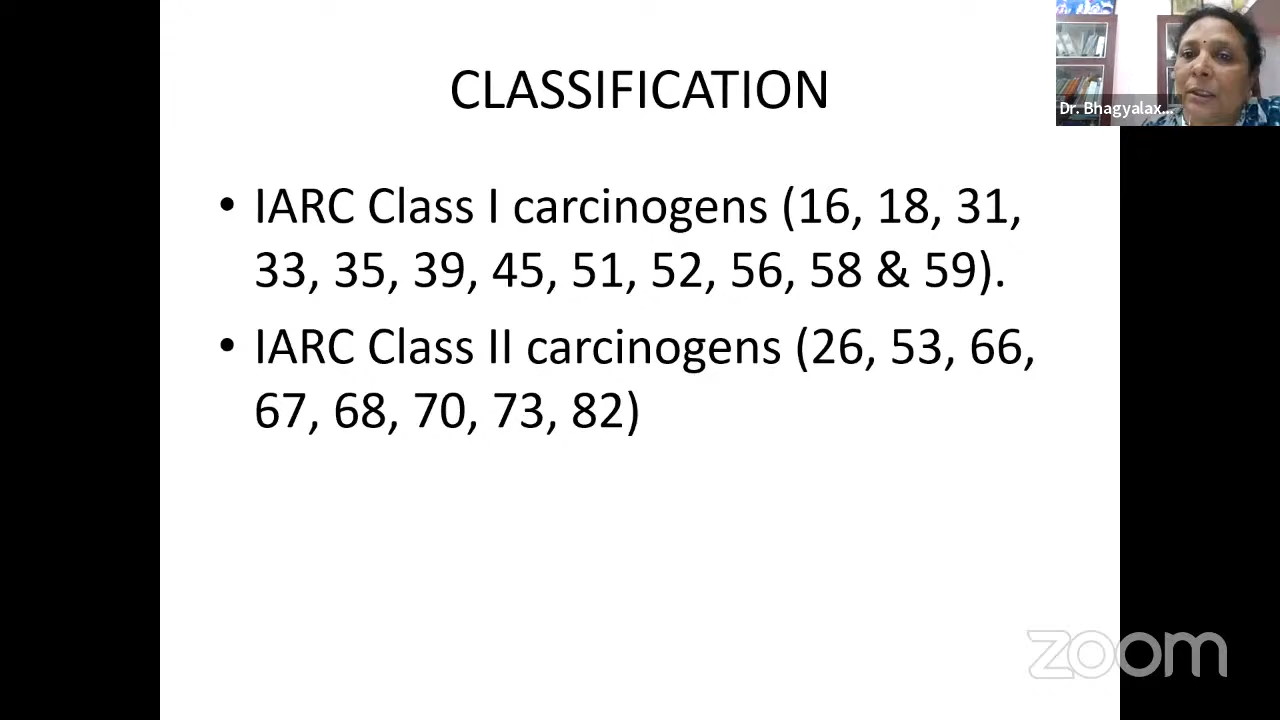 CLASSIFICATION
Dr. Bhagyalax...
• IARC Class I carcinogens (16, 18, 31,
33, 35, 39, 45, 51, 52, 56, 58 & 59).
• IARC Class II carcinogens (26, 53, 66,
67, 68, 70, 73, 82)
zoom